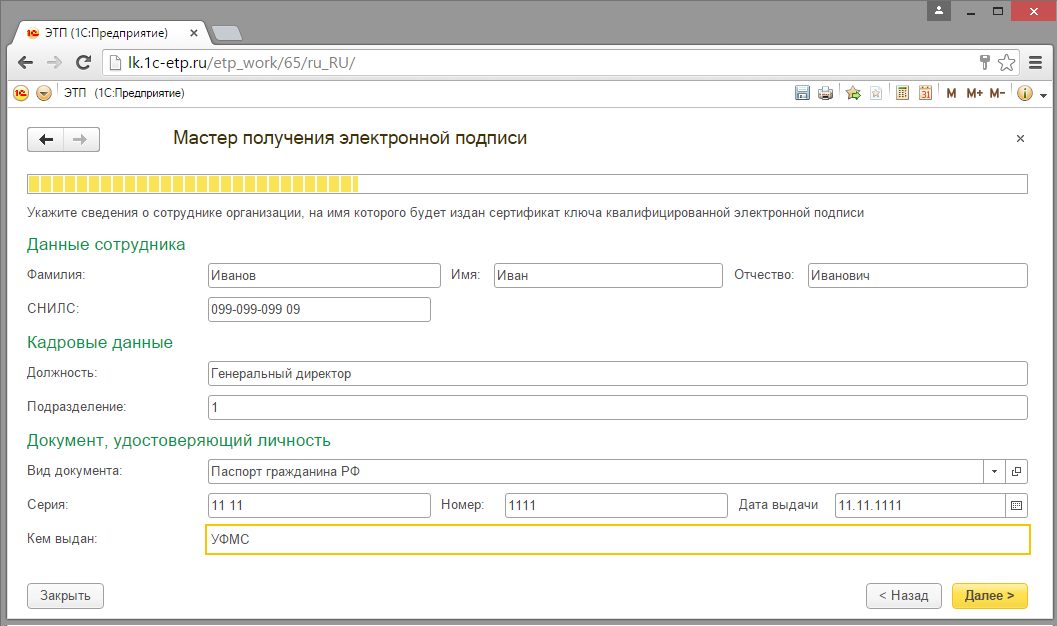 ЭТП (1С:Предприятие)
lk.1c-etp.ru/etp_work/65/ru_RU/
ЭТП (1С:Предприятие) 31 M M+ M-
Мастер получения электронной подписи
Укажите сведения о сотруднике организации, на имя которого будет издан сертификат ключа квалифицированной электронной подписи
Данные сотрудника
Фамилия: Иванов Имя: Иван Отчество: Иванович
СНИЛС: 099-099-099 09
Кадровые данные
Должность: Генеральный директор
Подразделение: 1
Документ, удостоверяющий личность
Вид документа: Паспорт гражданина РФ
Серия: 11 11 Номер: 1111 Дата выдачи 11.11.1111
Кем выдан: УФМС
Закрыть < Назад Далее >